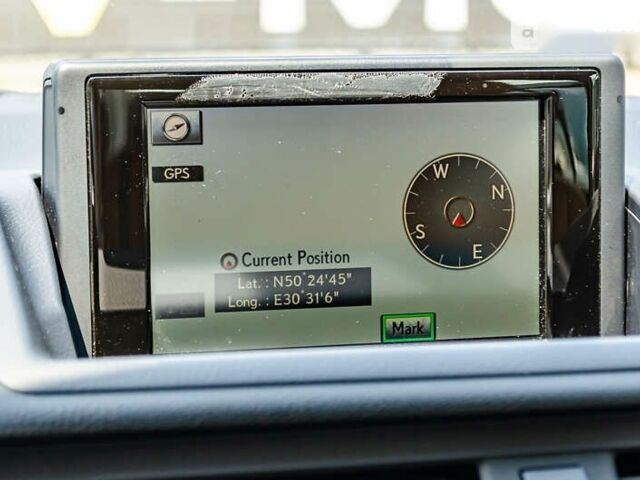 W
N
GPS
S
E
Current Position
Lat. : N50°24'45"
Long. : E30°31'6"
Mark